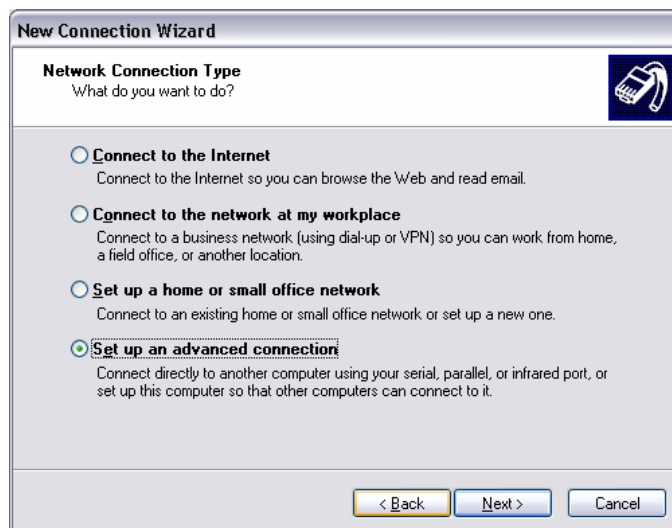 New Connection Wizard
Network Connection Type
What do you want to do?
Connect to the Internet
Connect to the Internet so you can browse the Web and read email.
Connect to the network at my workplace
Connect to a business network (using dial-up or VPN) so you can work from home,
a field office, or another location.
Set up a home or small office network
Connect to an existing home or small office network or set up a new one.
Set up an advanced connection
Connect directly to another computer using your serial, parallel, or infrared port, or
set up this computer so that other computers can connect to it.
< Back Next > Cancel